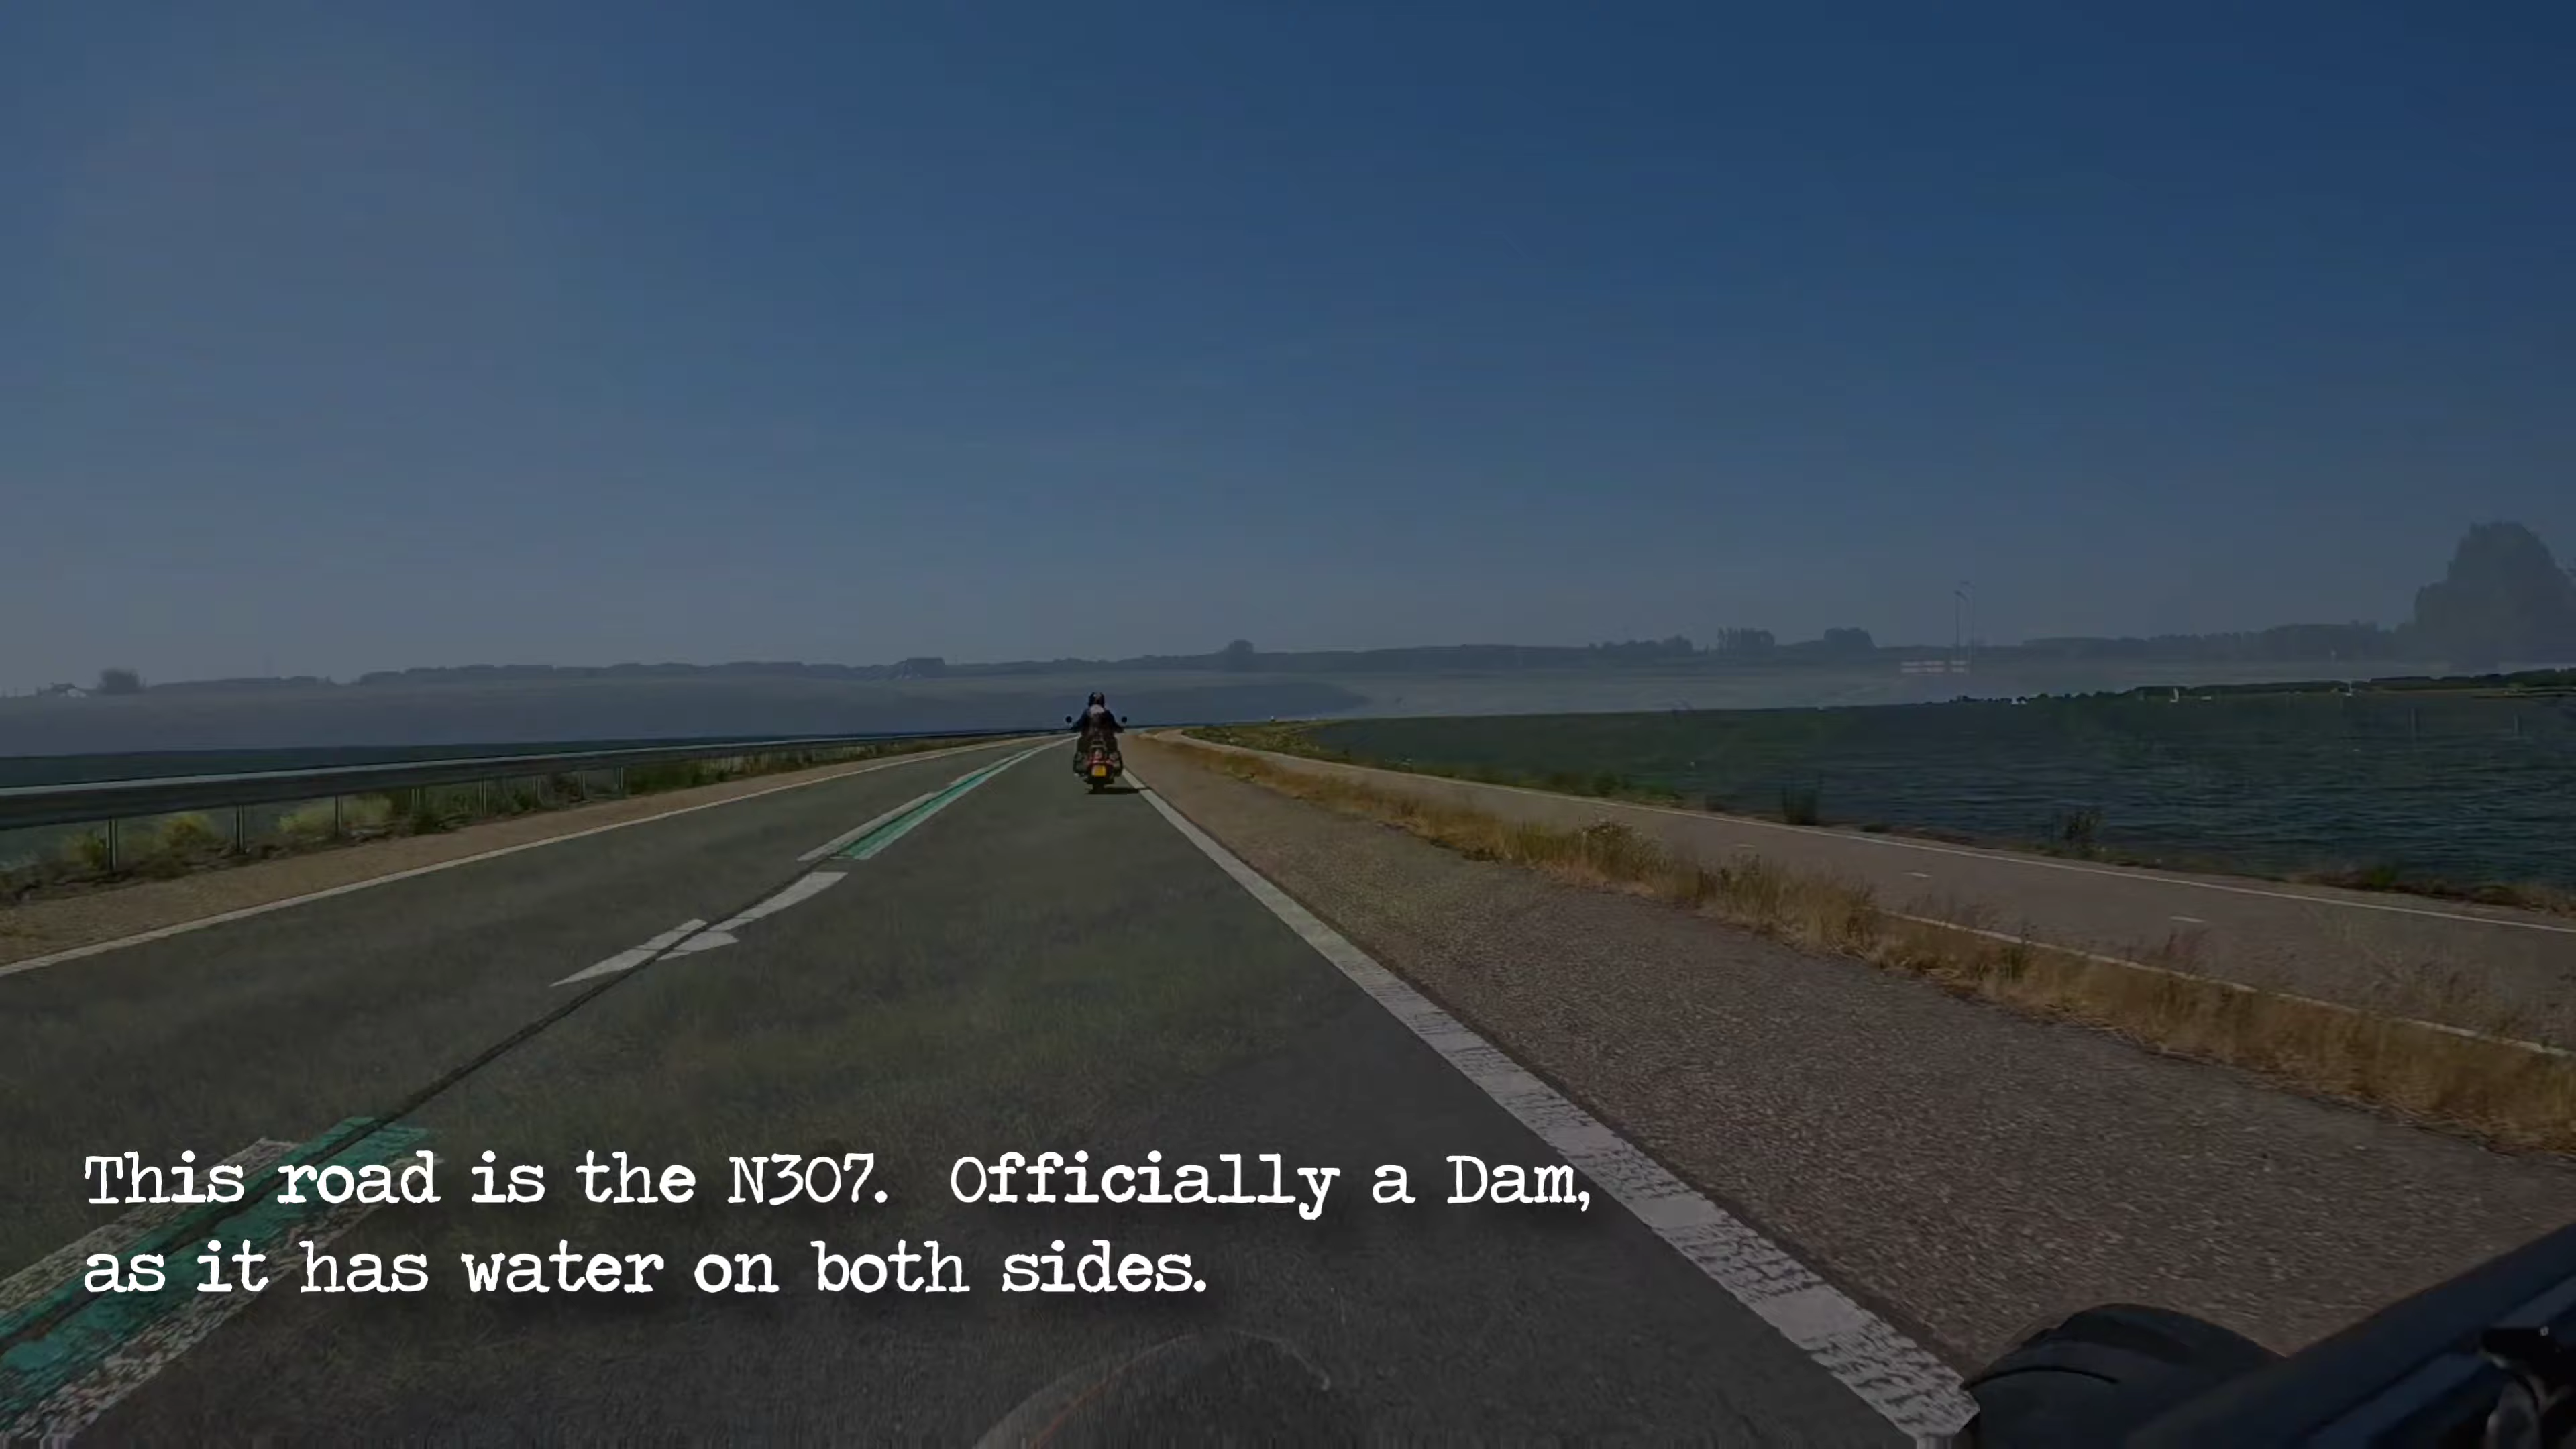 This road is the N307.  Officially a Dam,
as it has water on both sides.